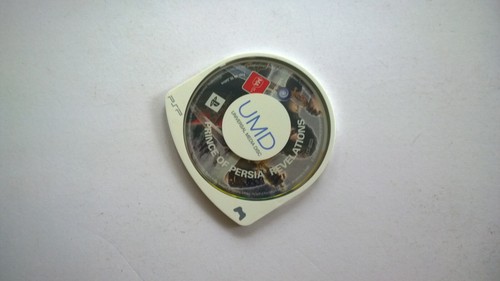 PSP
UMD
UNIVERSAL MEDIA DISC
PRINCE OF PERSIA REVELATIONS